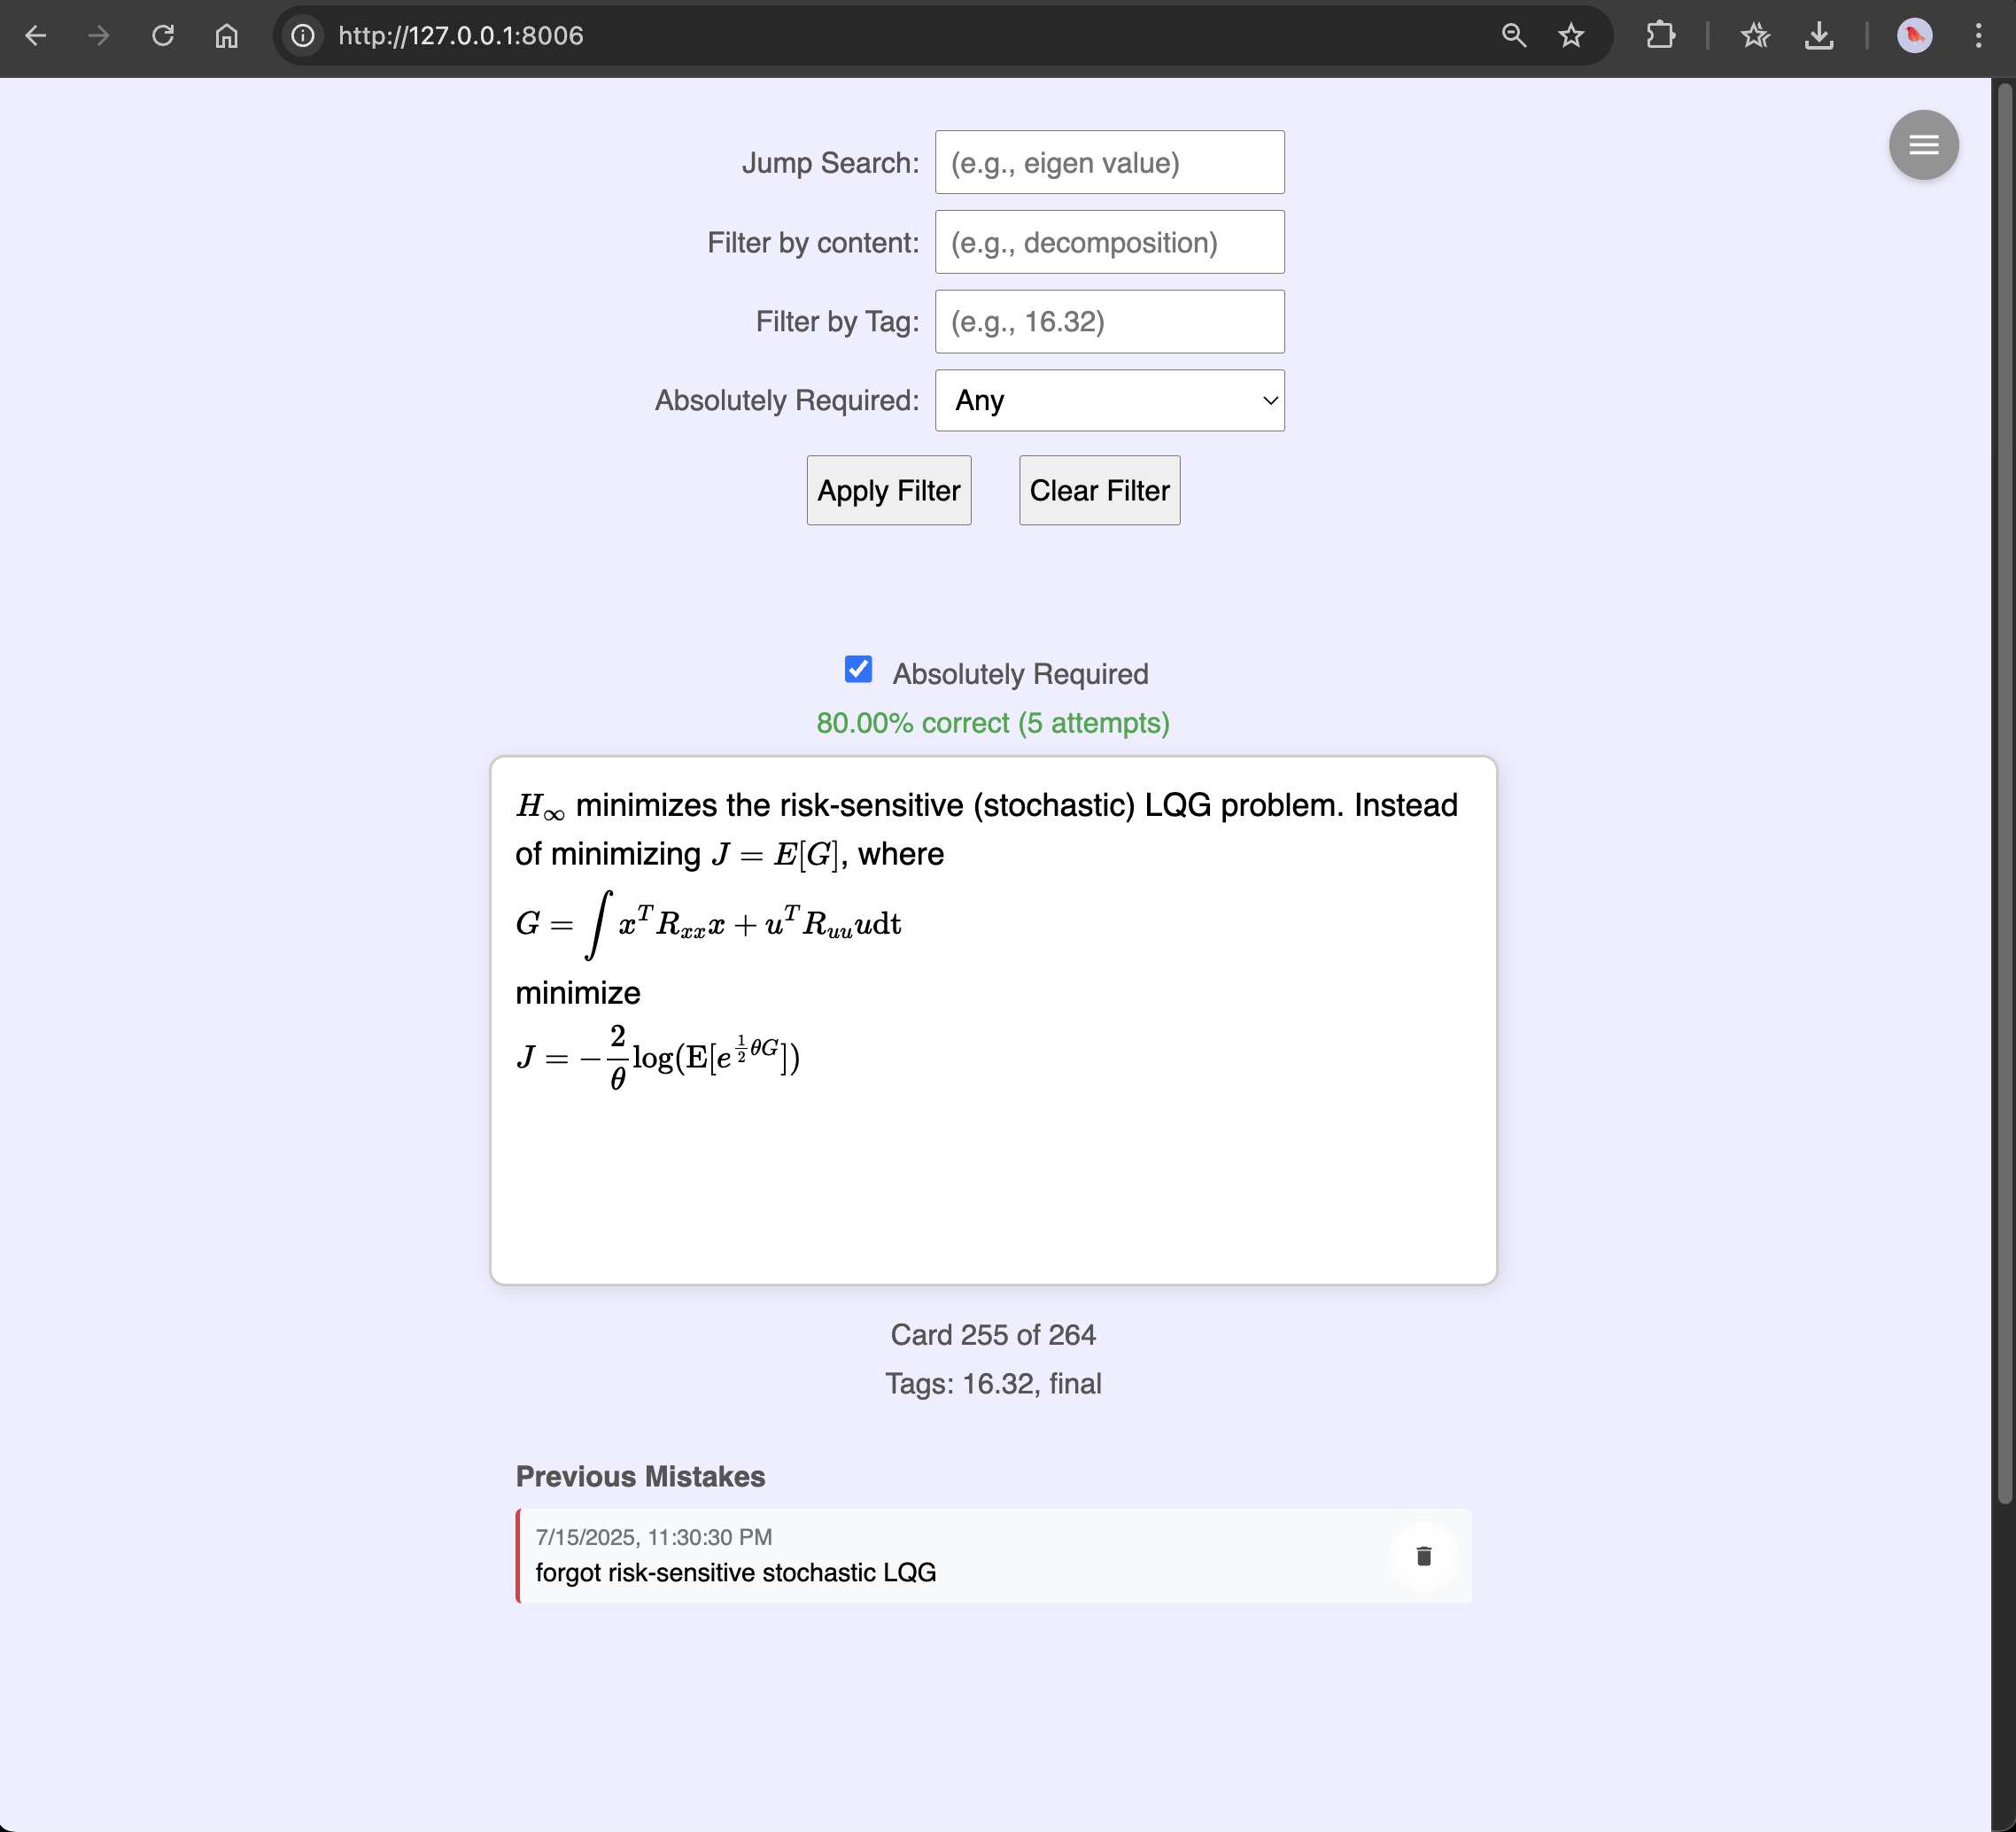 http://127.0.0.1:8006
Jump Search: (e.g., eigen value)
Filter by content: (e.g., decomposition)
Filter by Tag: (e.g., 16.32)
Absolutely Required: Any
Apply Filter Clear Filter
Absolutely Required
80.00% correct (5 attempts)
$H_\infty$ minimizes the risk-sensitive (stochastic) LQG problem. Instead
of minimizing $J = E[G]$, where
$G = \int x^T R_{xx} x + u^T R_{uu} u \mathrm{dt}$
minimize
$J = -\frac{2}{\theta} \log(\mathrm{E}[e^{\frac{1}{2}\theta G}])$
Card 255 of 264
Tags: 16.32, final
Previous Mistakes
7/15/2025, 11:30:30 PM
forgot risk-sensitive stochastic LQG